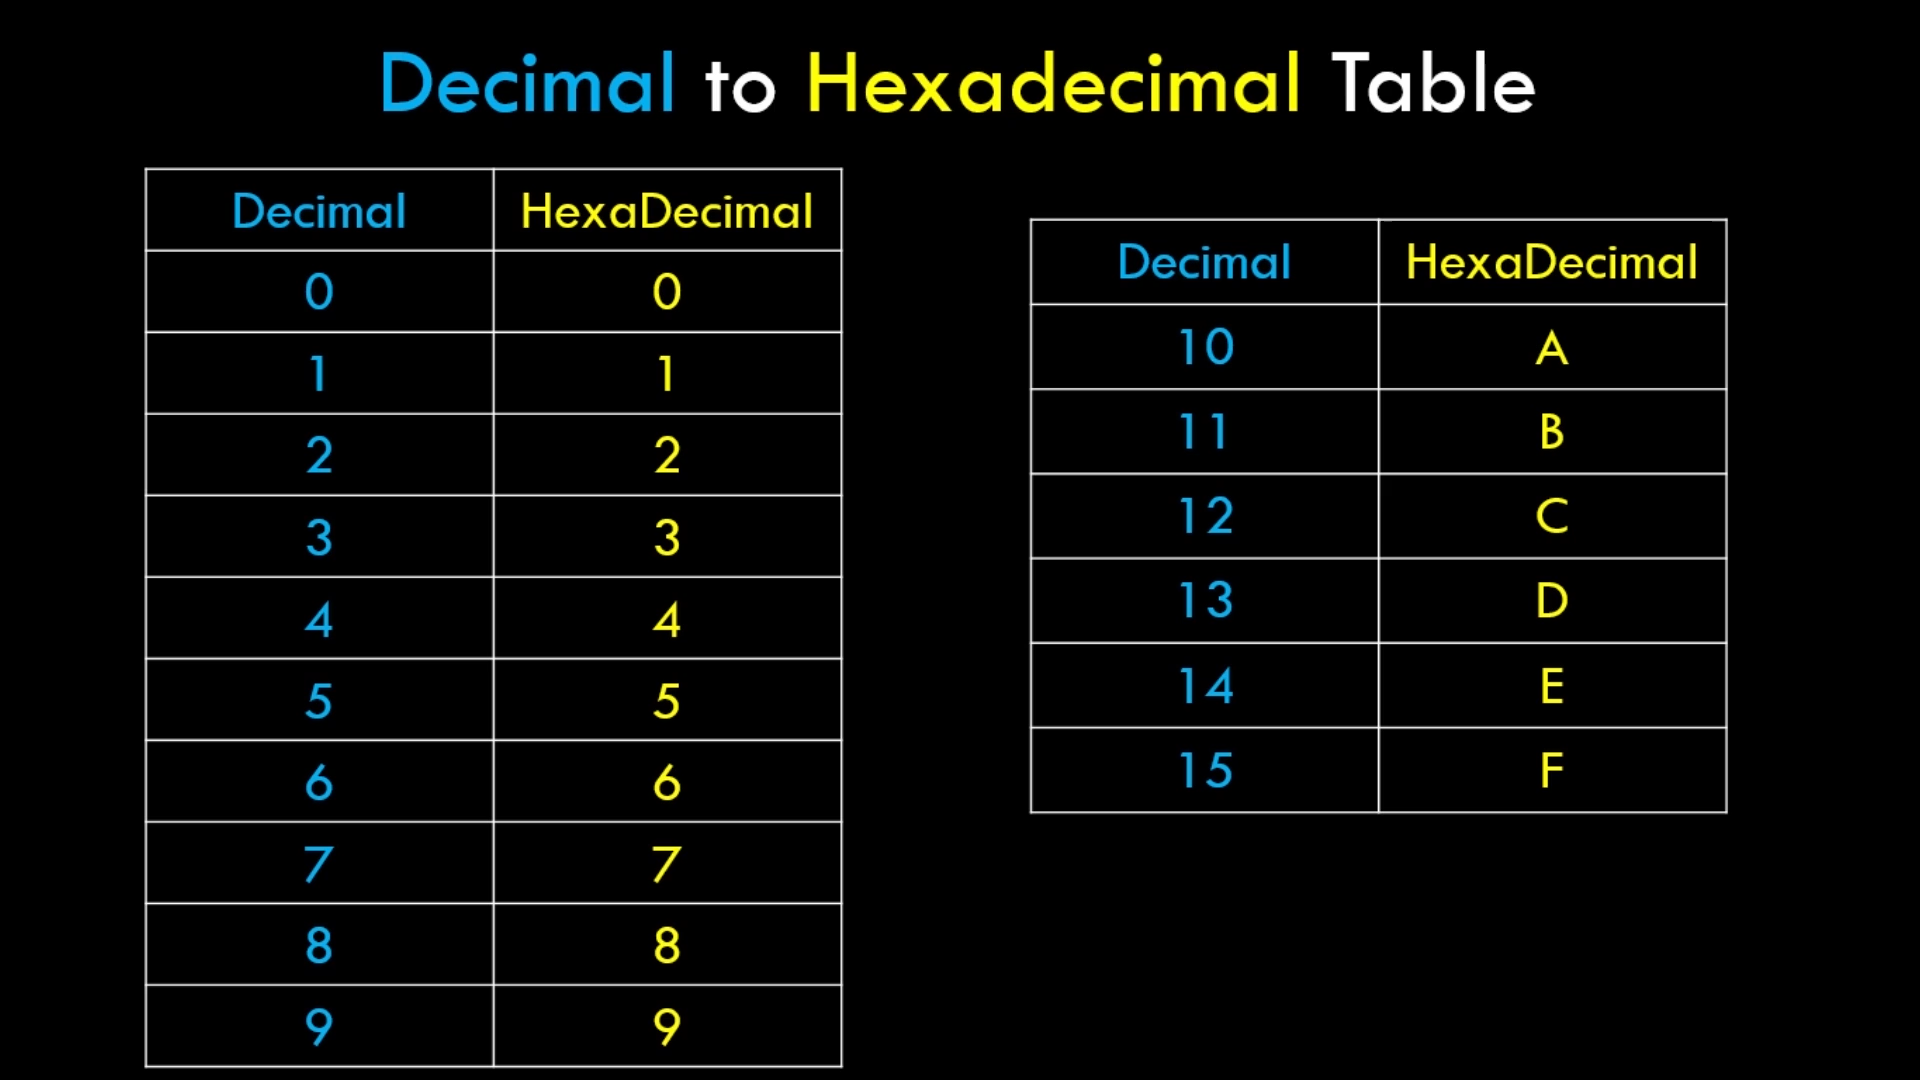 Decimal to Hexadecimal Table
Decimal HexaDecimal
0 0
1 1
2 2
3 3
4 4
5 5
6 6
7 7
8 8
9 9
Decimal HexaDecimal
10 A
11 B
12 C
13 D
14 E
15 F